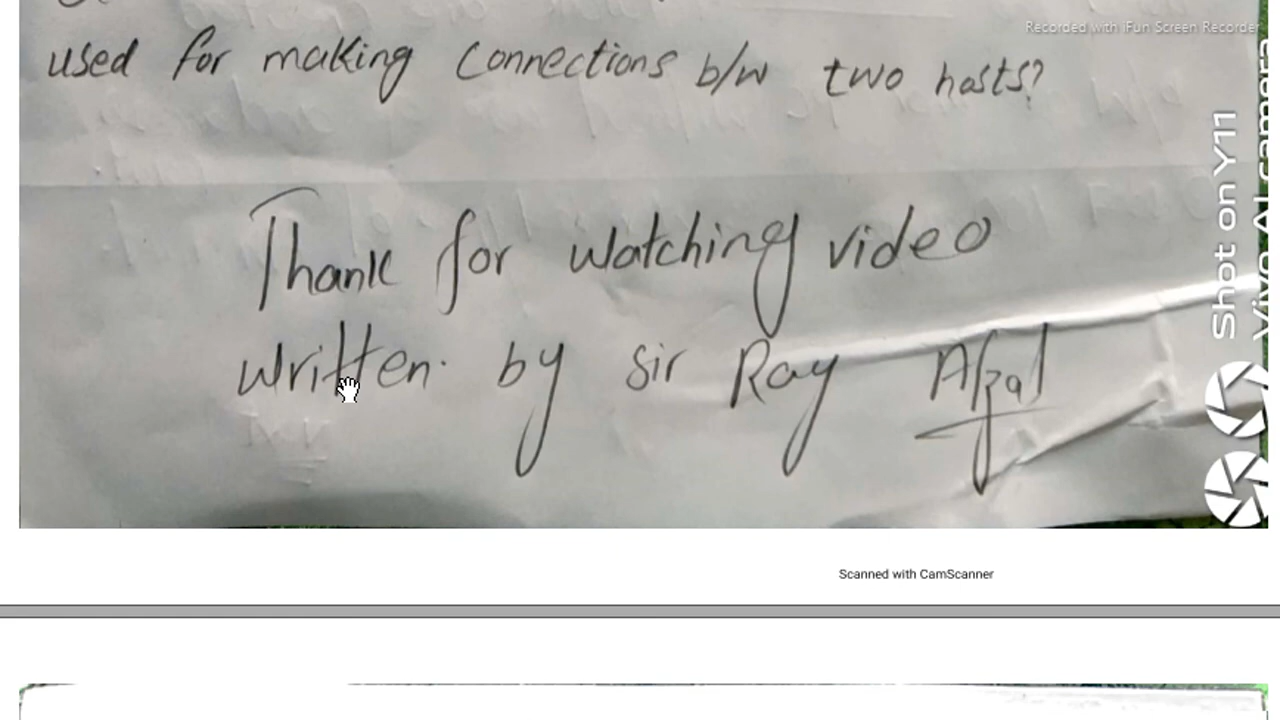 Recorded with iFun Screen Recorder
used for making connections b/w two hosts?
Thank for watching video
written by sir Ray Afzal
Shot on Y11
Vivo AI camera
Scanned with CamScanner